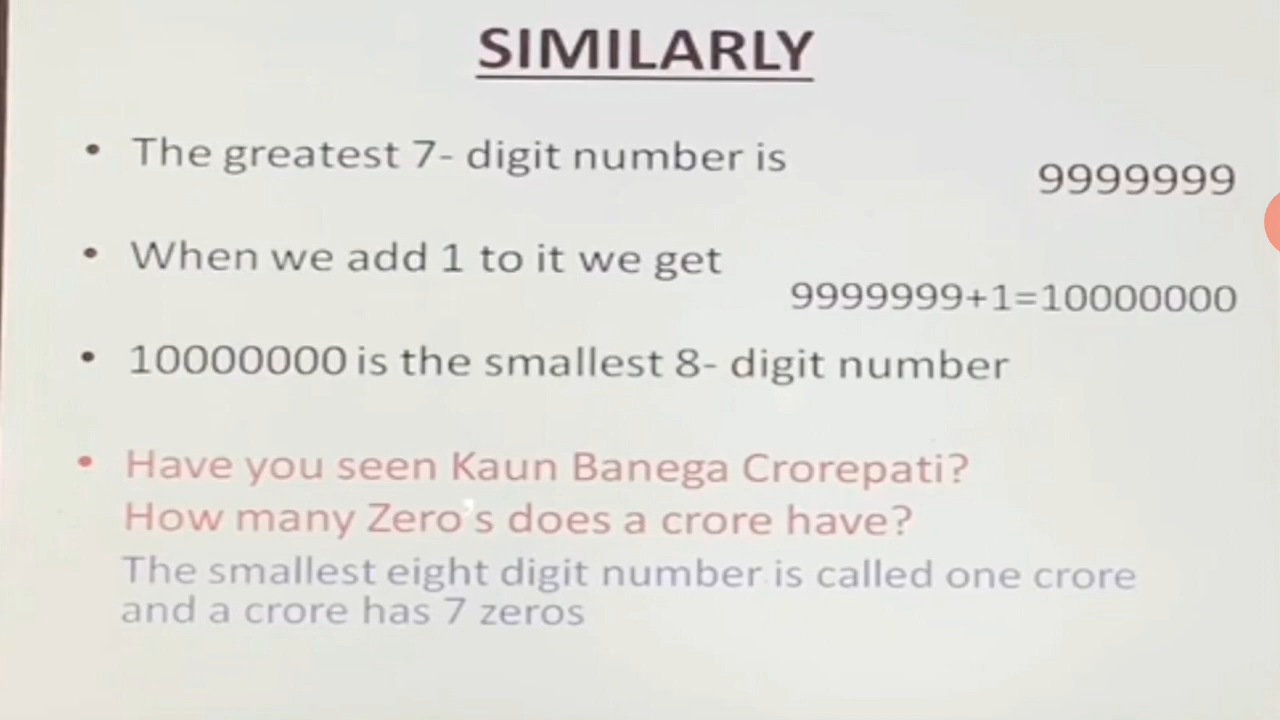 SIMILARLY
• The greatest 7- digit number is
9999999
• When we add 1 to it we get
9999999+1=10000000
• 10000000 is the smallest 8- digit number
• Have you seen Kaun Banega Crorepati?
How many Zero's does a crore have?
The smallest eight digit number is called one crore
and a crore has 7 zeros